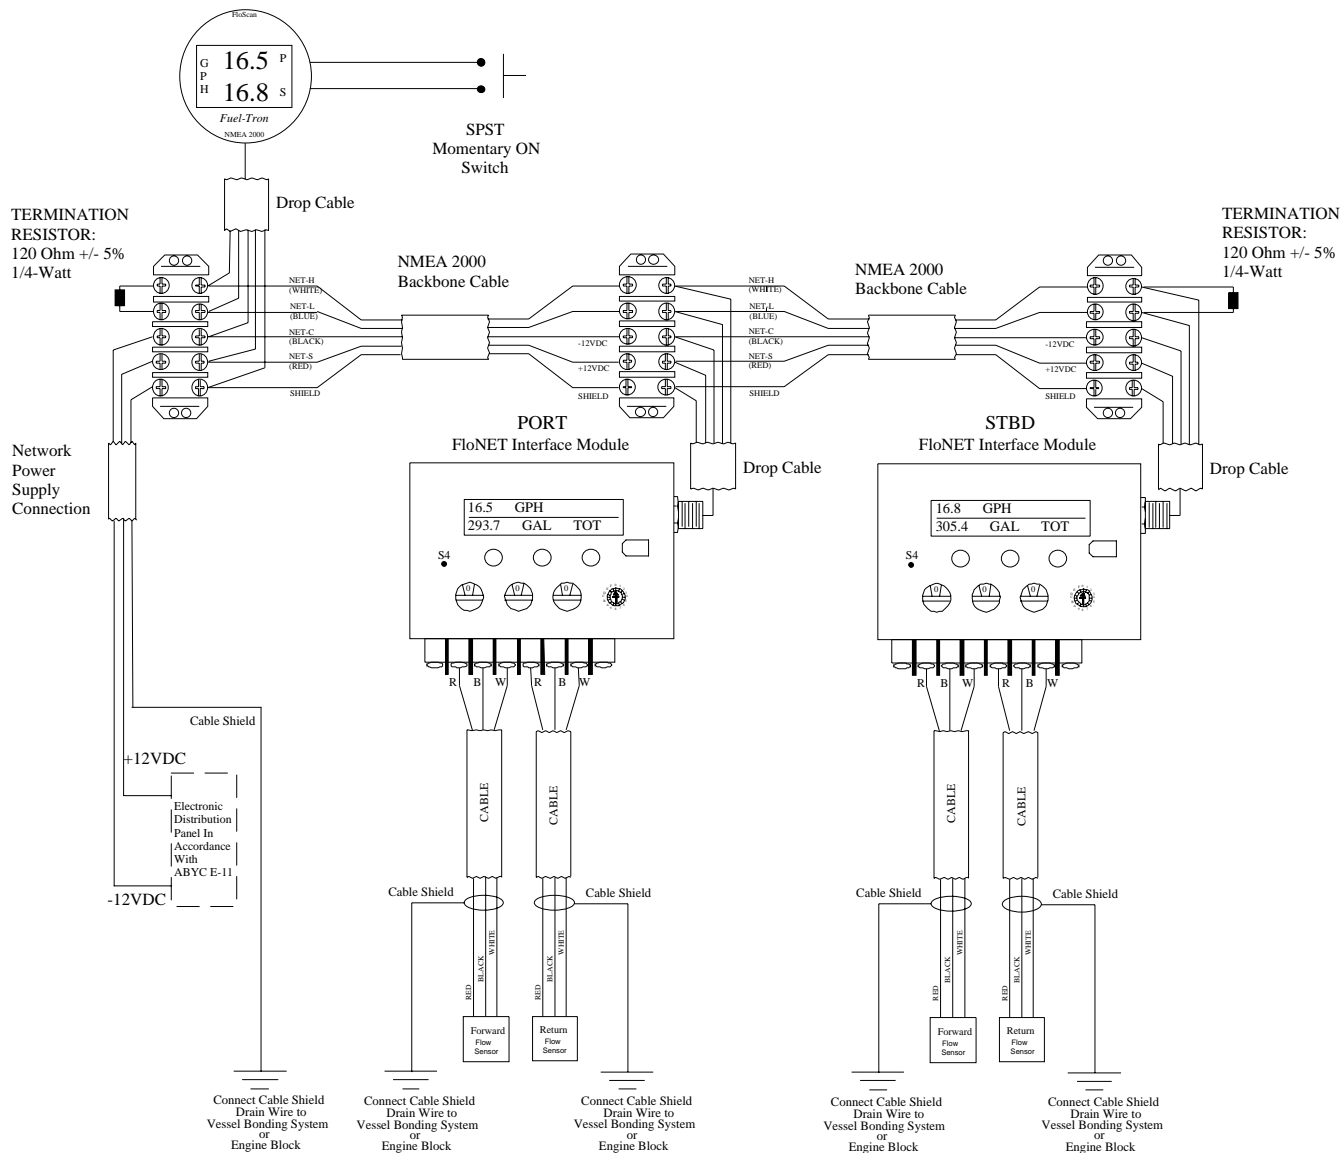 FloScan
G
P
H
16.5 P
16.8 S
Fuel-Tron
NMEA 2000
SPST
Momentary ON
Switch
Drop Cable
TERMINATION
RESISTOR:
120 Ohm +/- 5%
1/4-Watt
NMEA 2000
Backbone Cable
NMEA 2000
Backbone Cable
TERMINATION
RESISTOR:
120 Ohm +/- 5%
1/4-Watt
NET-H
(WHITE)
NET-L
(BLUE)
NET-C
(BLACK)
NET-S
(RED)
SHIELD
-12VDC
+12VDC
SHIELD
NET-H
(WHITE)
NET-L
(BLUE)
NET-C
(BLACK)
NET-S
(RED)
SHIELD
-12VDC
+12VDC
SHIELD
Network
Power
Supply
Connection
PORT
FloNET Interface Module
Drop Cable
16.5 GPH
293.7 GAL TOT
S4
0 0 0
R B W R B W
STBD
FloNET Interface Module
Drop Cable
16.8 GPH
305.4 GAL TOT
S4
0 0 0
R B W R B W
Cable Shield
+12VDC
Electronic
Distribution
Panel In
Accordance
With
ABYC E-11
-12VDC
CABLE
CABLE
CABLE
CABLE
Cable Shield
Cable Shield
Cable Shield
Cable Shield
RED
BLACK
WHITE
RED
BLACK
WHITE
RED
BLACK
WHITE
RED
BLACK
WHITE
Forward
Flow
Sensor
Return
Flow
Sensor
Forward
Flow
Sensor
Return
Flow
Sensor
Connect Cable Shield
Drain Wire to
Vessel Bonding System
or
Engine Block
Connect Cable Shield
Drain Wire to
Vessel Bonding System
or
Engine Block
Connect Cable Shield
Drain Wire to
Vessel Bonding System
or
Engine Block
Connect Cable Shield
Drain Wire to
Vessel Bonding System
or
Engine Block
Connect Cable Shield
Drain Wire to
Vessel Bonding System
or
Engine Block